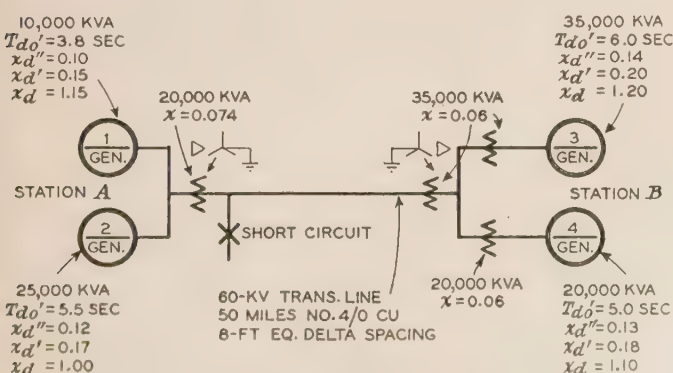 10,000 KVA
Tdo'=3.8 SEC
xd"=0.10
xd'=0.15
xd =1.15
1
GEN.
20,000 KVA
x=0.074
STATION A
2
GEN.
25,000 KVA
Tdo'=5.5 SEC
xd"=0.12
xd'=0.17
xd =1.00
SHORT CIRCUIT
60-KV TRANS. LINE
50 MILES NO. 4/0 CU
8-FT EQ. DELTA SPACING
35,000 KVA
x=0.06
35,000 KVA
Tdo'=6.0 SEC
xd"=0.14
xd'=0.20
xd =1.20
3
GEN.
STATION B
4
GEN.
20,000 KVA
x=0.06
20,000 KVA
Tdo'=5.0 SEC
xd"=0.13
xd'=0.18
xd =1.10